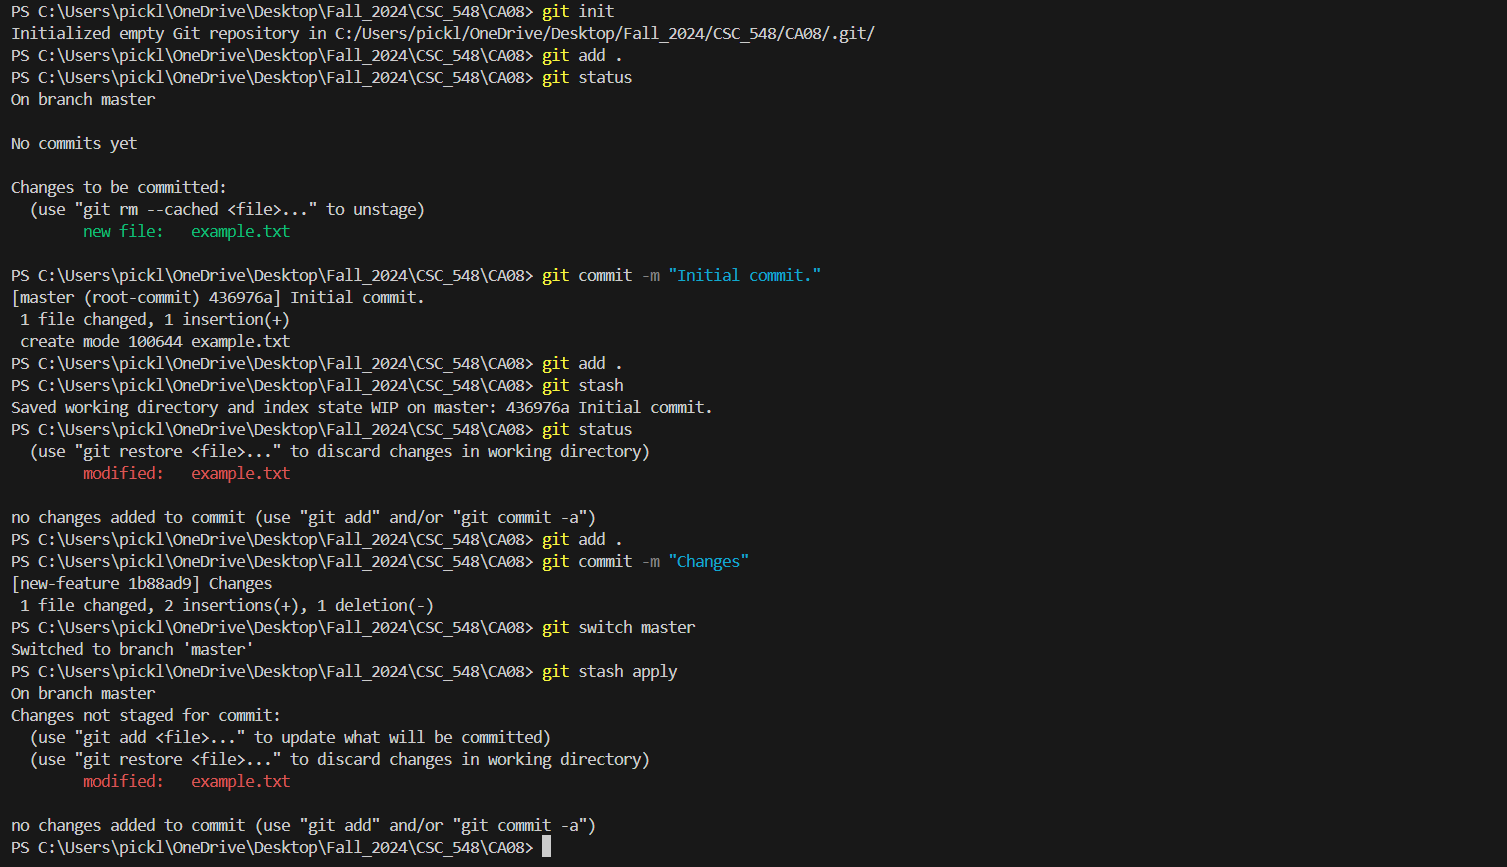 PS C:\Users\pickl\OneDrive\Desktop\Fall_2024\CSC_548\CA08> git init
Initialized empty Git repository in C:/Users/pickl/OneDrive/Desktop/Fall_2024/CSC_548/CA08/.git/
PS C:\Users\pickl\OneDrive\Desktop\Fall_2024\CSC_548\CA08> git add .
PS C:\Users\pickl\OneDrive\Desktop\Fall_2024\CSC_548\CA08> git status
On branch master

No commits yet

Changes to be committed:
  (use "git rm --cached <file>..." to unstage)
        new file:   example.txt

PS C:\Users\pickl\OneDrive\Desktop\Fall_2024\CSC_548\CA08> git commit -m "Initial commit."
[master (root-commit) 436976a] Initial commit.
 1 file changed, 1 insertion(+)
 create mode 100644 example.txt
PS C:\Users\pickl\OneDrive\Desktop\Fall_2024\CSC_548\CA08> git add .
PS C:\Users\pickl\OneDrive\Desktop\Fall_2024\CSC_548\CA08> git stash
Saved working directory and index state WIP on master: 436976a Initial commit.
PS C:\Users\pickl\OneDrive\Desktop\Fall_2024\CSC_548\CA08> git status
  (use "git restore <file>..." to discard changes in working directory)
        modified:   example.txt

no changes added to commit (use "git add" and/or "git commit -a")
PS C:\Users\pickl\OneDrive\Desktop\Fall_2024\CSC_548\CA08> git add .
PS C:\Users\pickl\OneDrive\Desktop\Fall_2024\CSC_548\CA08> git commit -m "Changes"
[new-feature 1b88ad9] Changes
 1 file changed, 2 insertions(+), 1 deletion(-)
PS C:\Users\pickl\OneDrive\Desktop\Fall_2024\CSC_548\CA08> git switch master
Switched to branch 'master'
PS C:\Users\pickl\OneDrive\Desktop\Fall_2024\CSC_548\CA08> git stash apply
On branch master
Changes not staged for commit:
  (use "git add <file>..." to update what will be committed)
  (use "git restore <file>..." to discard changes in working directory)
        modified:   example.txt

no changes added to commit (use "git add" and/or "git commit -a")
PS C:\Users\pickl\OneDrive\Desktop\Fall_2024\CSC_548\CA08>